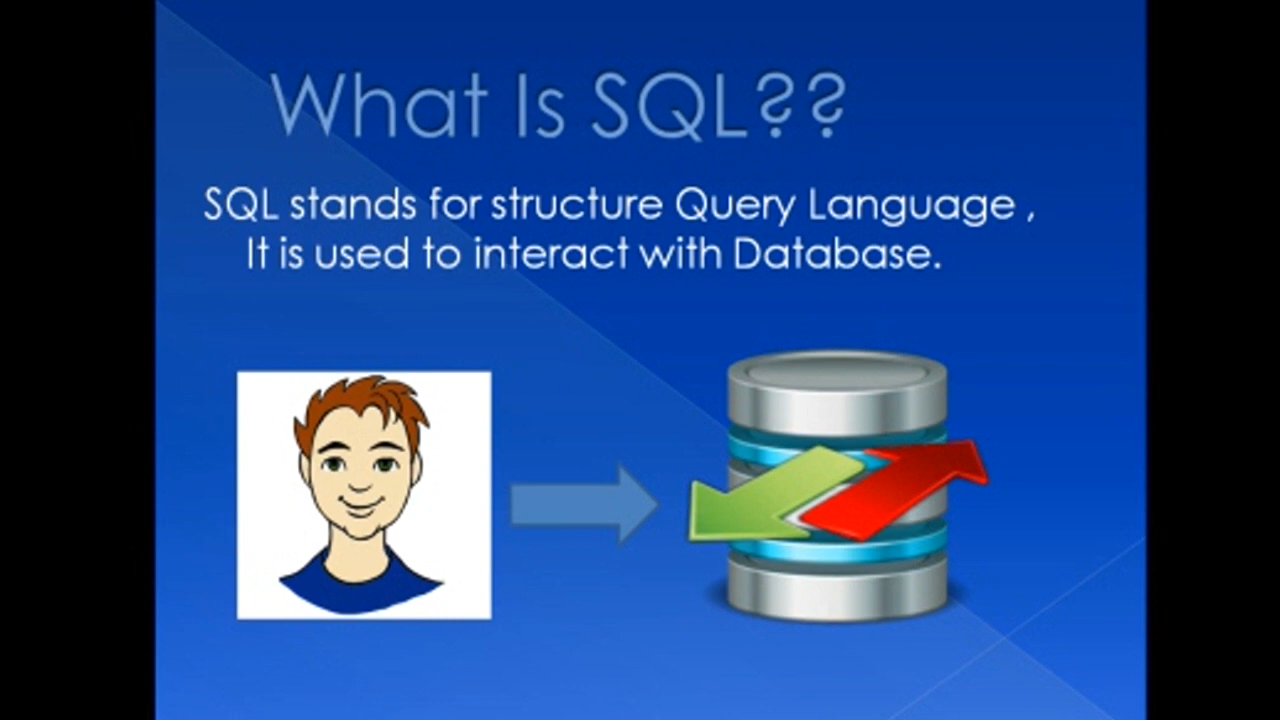 What Is SQL??
SQL stands for structure Query Language ,
It is used to interact with Database.